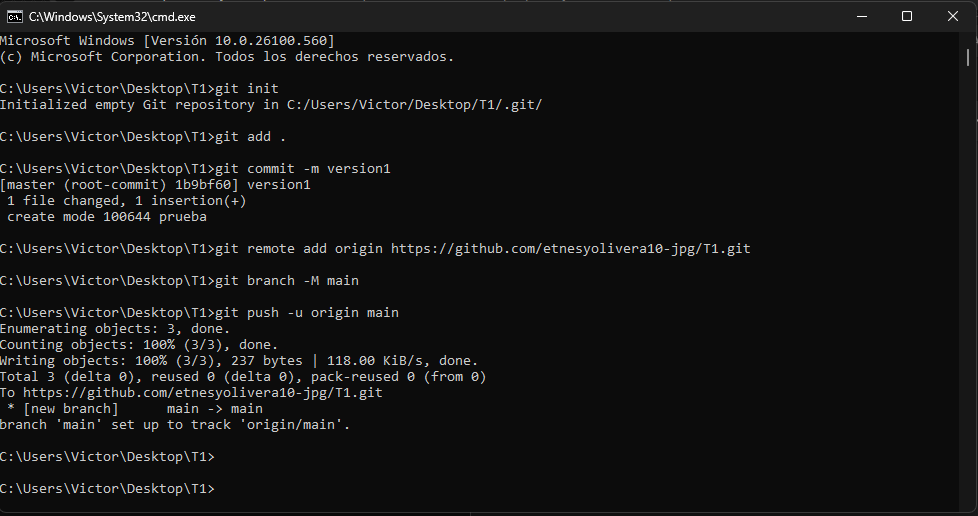 C:\Windows\System32\cmd.exe
Microsoft Windows [Versión 10.0.26100.560]
(c) Microsoft Corporation. Todos los derechos reservados.
C:\Users\Victor\Desktop\T1>git init
Initialized empty Git repository in C:/Users/Victor/Desktop/T1/.git/
C:\Users\Victor\Desktop\T1>git add .
C:\Users\Victor\Desktop\T1>git commit -m version1
[master (root-commit) 1b9bf60] version1
 1 file changed, 1 insertion(+)
 create mode 100644 prueba
C:\Users\Victor\Desktop\T1>git remote add origin https://github.com/etnesyolivera10-jpg/T1.git
C:\Users\Victor\Desktop\T1>git branch -M main
C:\Users\Victor\Desktop\T1>git push -u origin main
Enumerating objects: 3, done.
Counting objects: 100% (3/3), done.
Writing objects: 100% (3/3), 237 bytes | 118.00 KiB/s, done.
Total 3 (delta 0), reused 0 (delta 0), pack-reused 0 (from 0)
To https://github.com/etnesyolivera10-jpg/T1.git
 * [new branch]      main -> main
branch 'main' set up to track 'origin/main'.
C:\Users\Victor\Desktop\T1>
C:\Users\Victor\Desktop\T1>